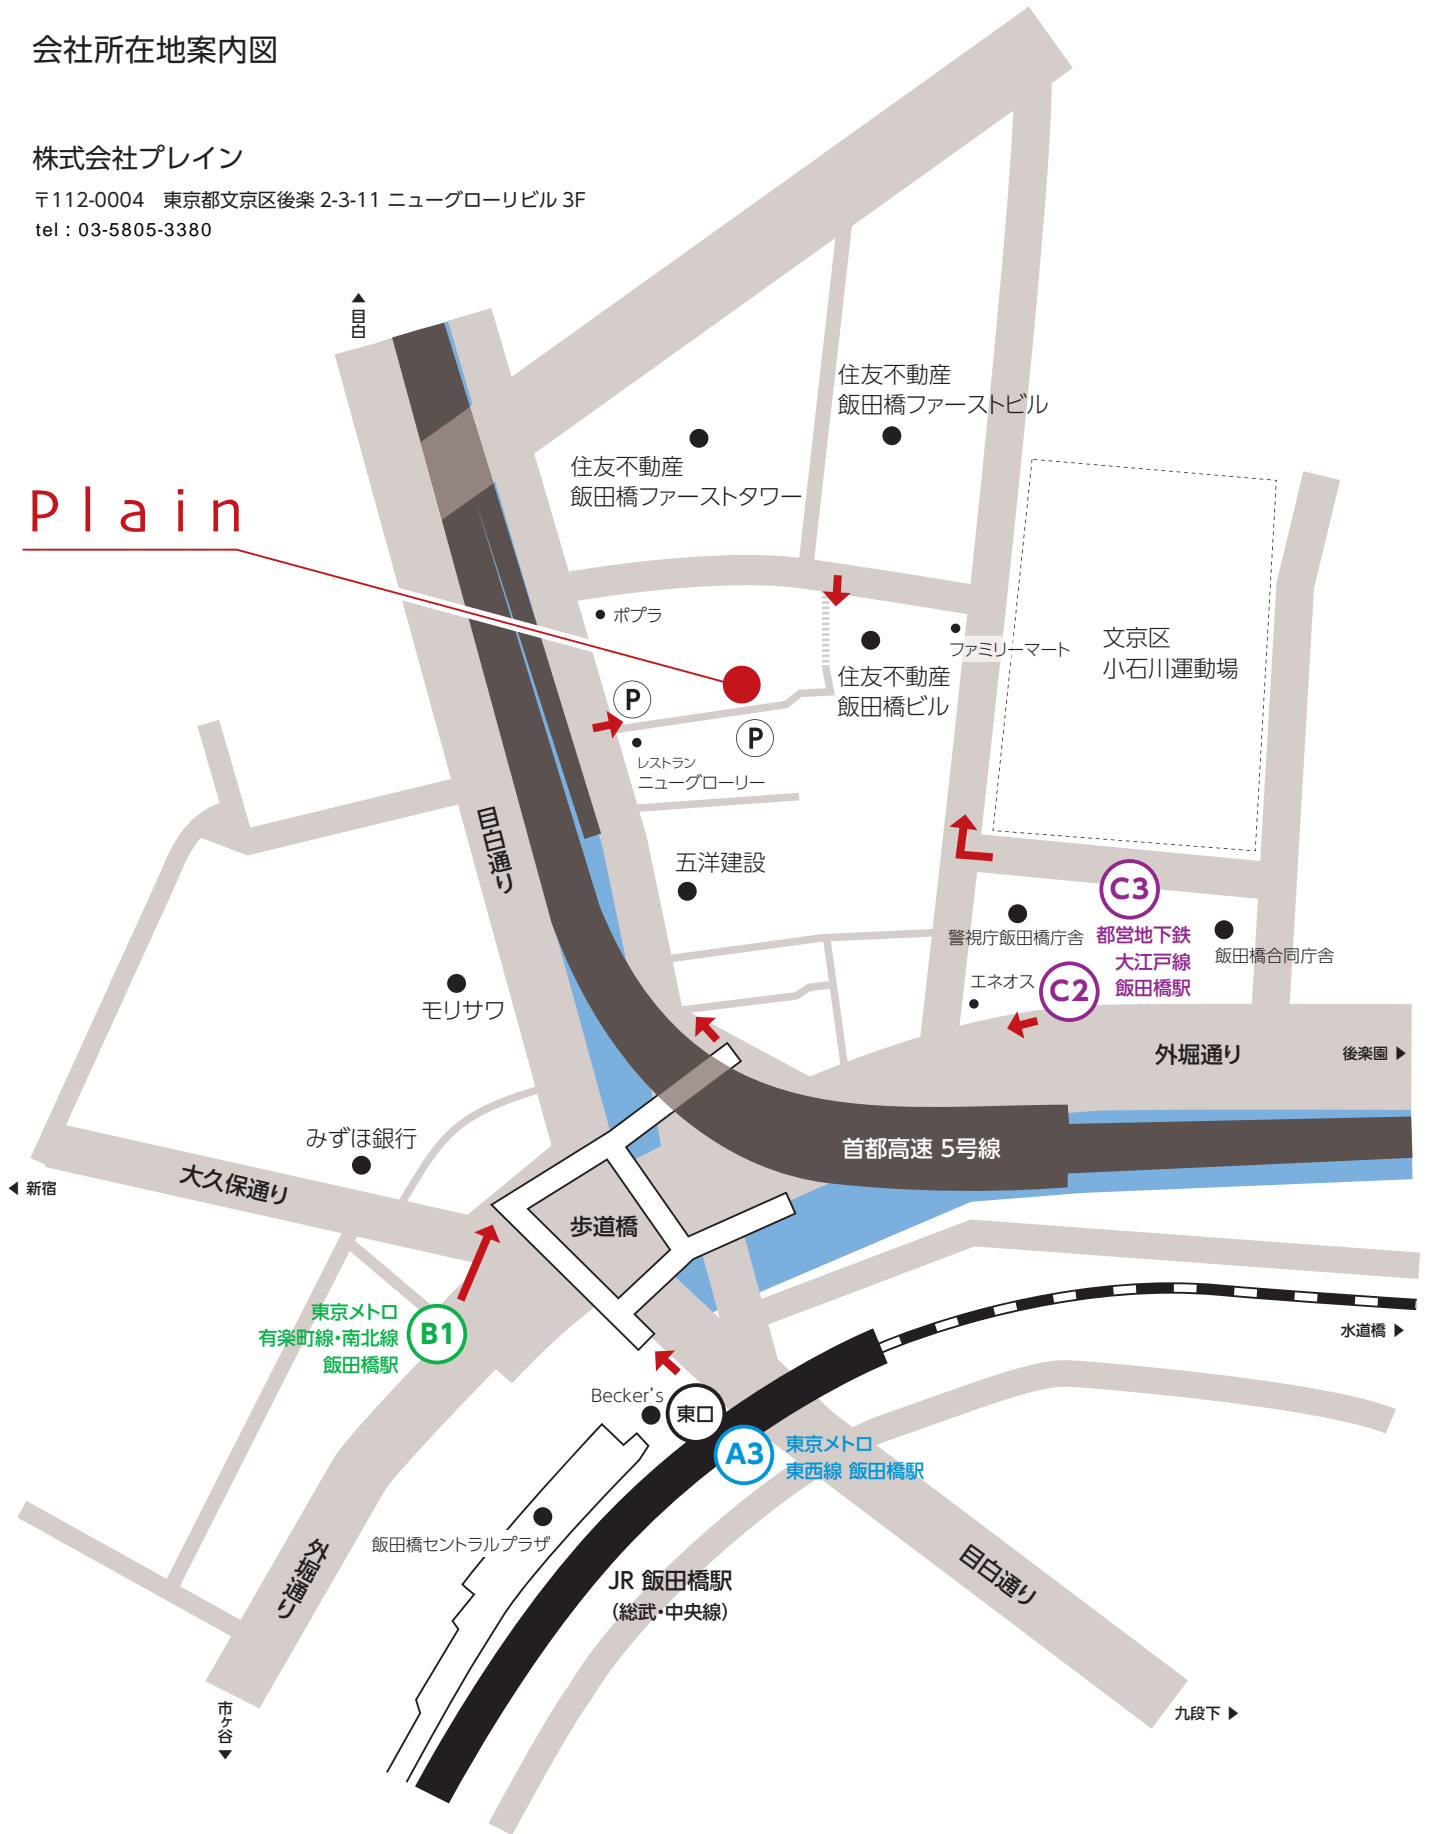 会社所在地案内図
株式会社プレイン
〒112-0004　東京都文京区後楽 2-3-11 ニューグローリビル 3F
tel : 03-5805-3380
▲
目白
住友不動産
飯田橋ファーストビル
住友不動産
飯田橋ファーストタワー
Plain
ポプラ
ファミリーマート
文京区
小石川運動場
住友不動産
飯田橋ビル
P
P
レストラン
ニューグローリー
目白通り
五洋建設
C3
警視庁飯田橋庁舎
都営地下鉄
大江戸線
飯田橋駅
飯田橋合同庁舎
エネオス
C2
モリサワ
外堀通り
後楽園 ▶
みずほ銀行
首都高速 5号線
大久保通り
◀ 新宿
歩道橋
東京メトロ
有楽町線・南北線
飯田橋駅
B1
水道橋 ▶
Becker's
東口
A3
東京メトロ
東西線 飯田橋駅
飯田橋セントラルプラザ
外堀通り
JR 飯田橋駅
(総武・中央線)
目白通り
市ヶ谷
▼
九段下 ▶